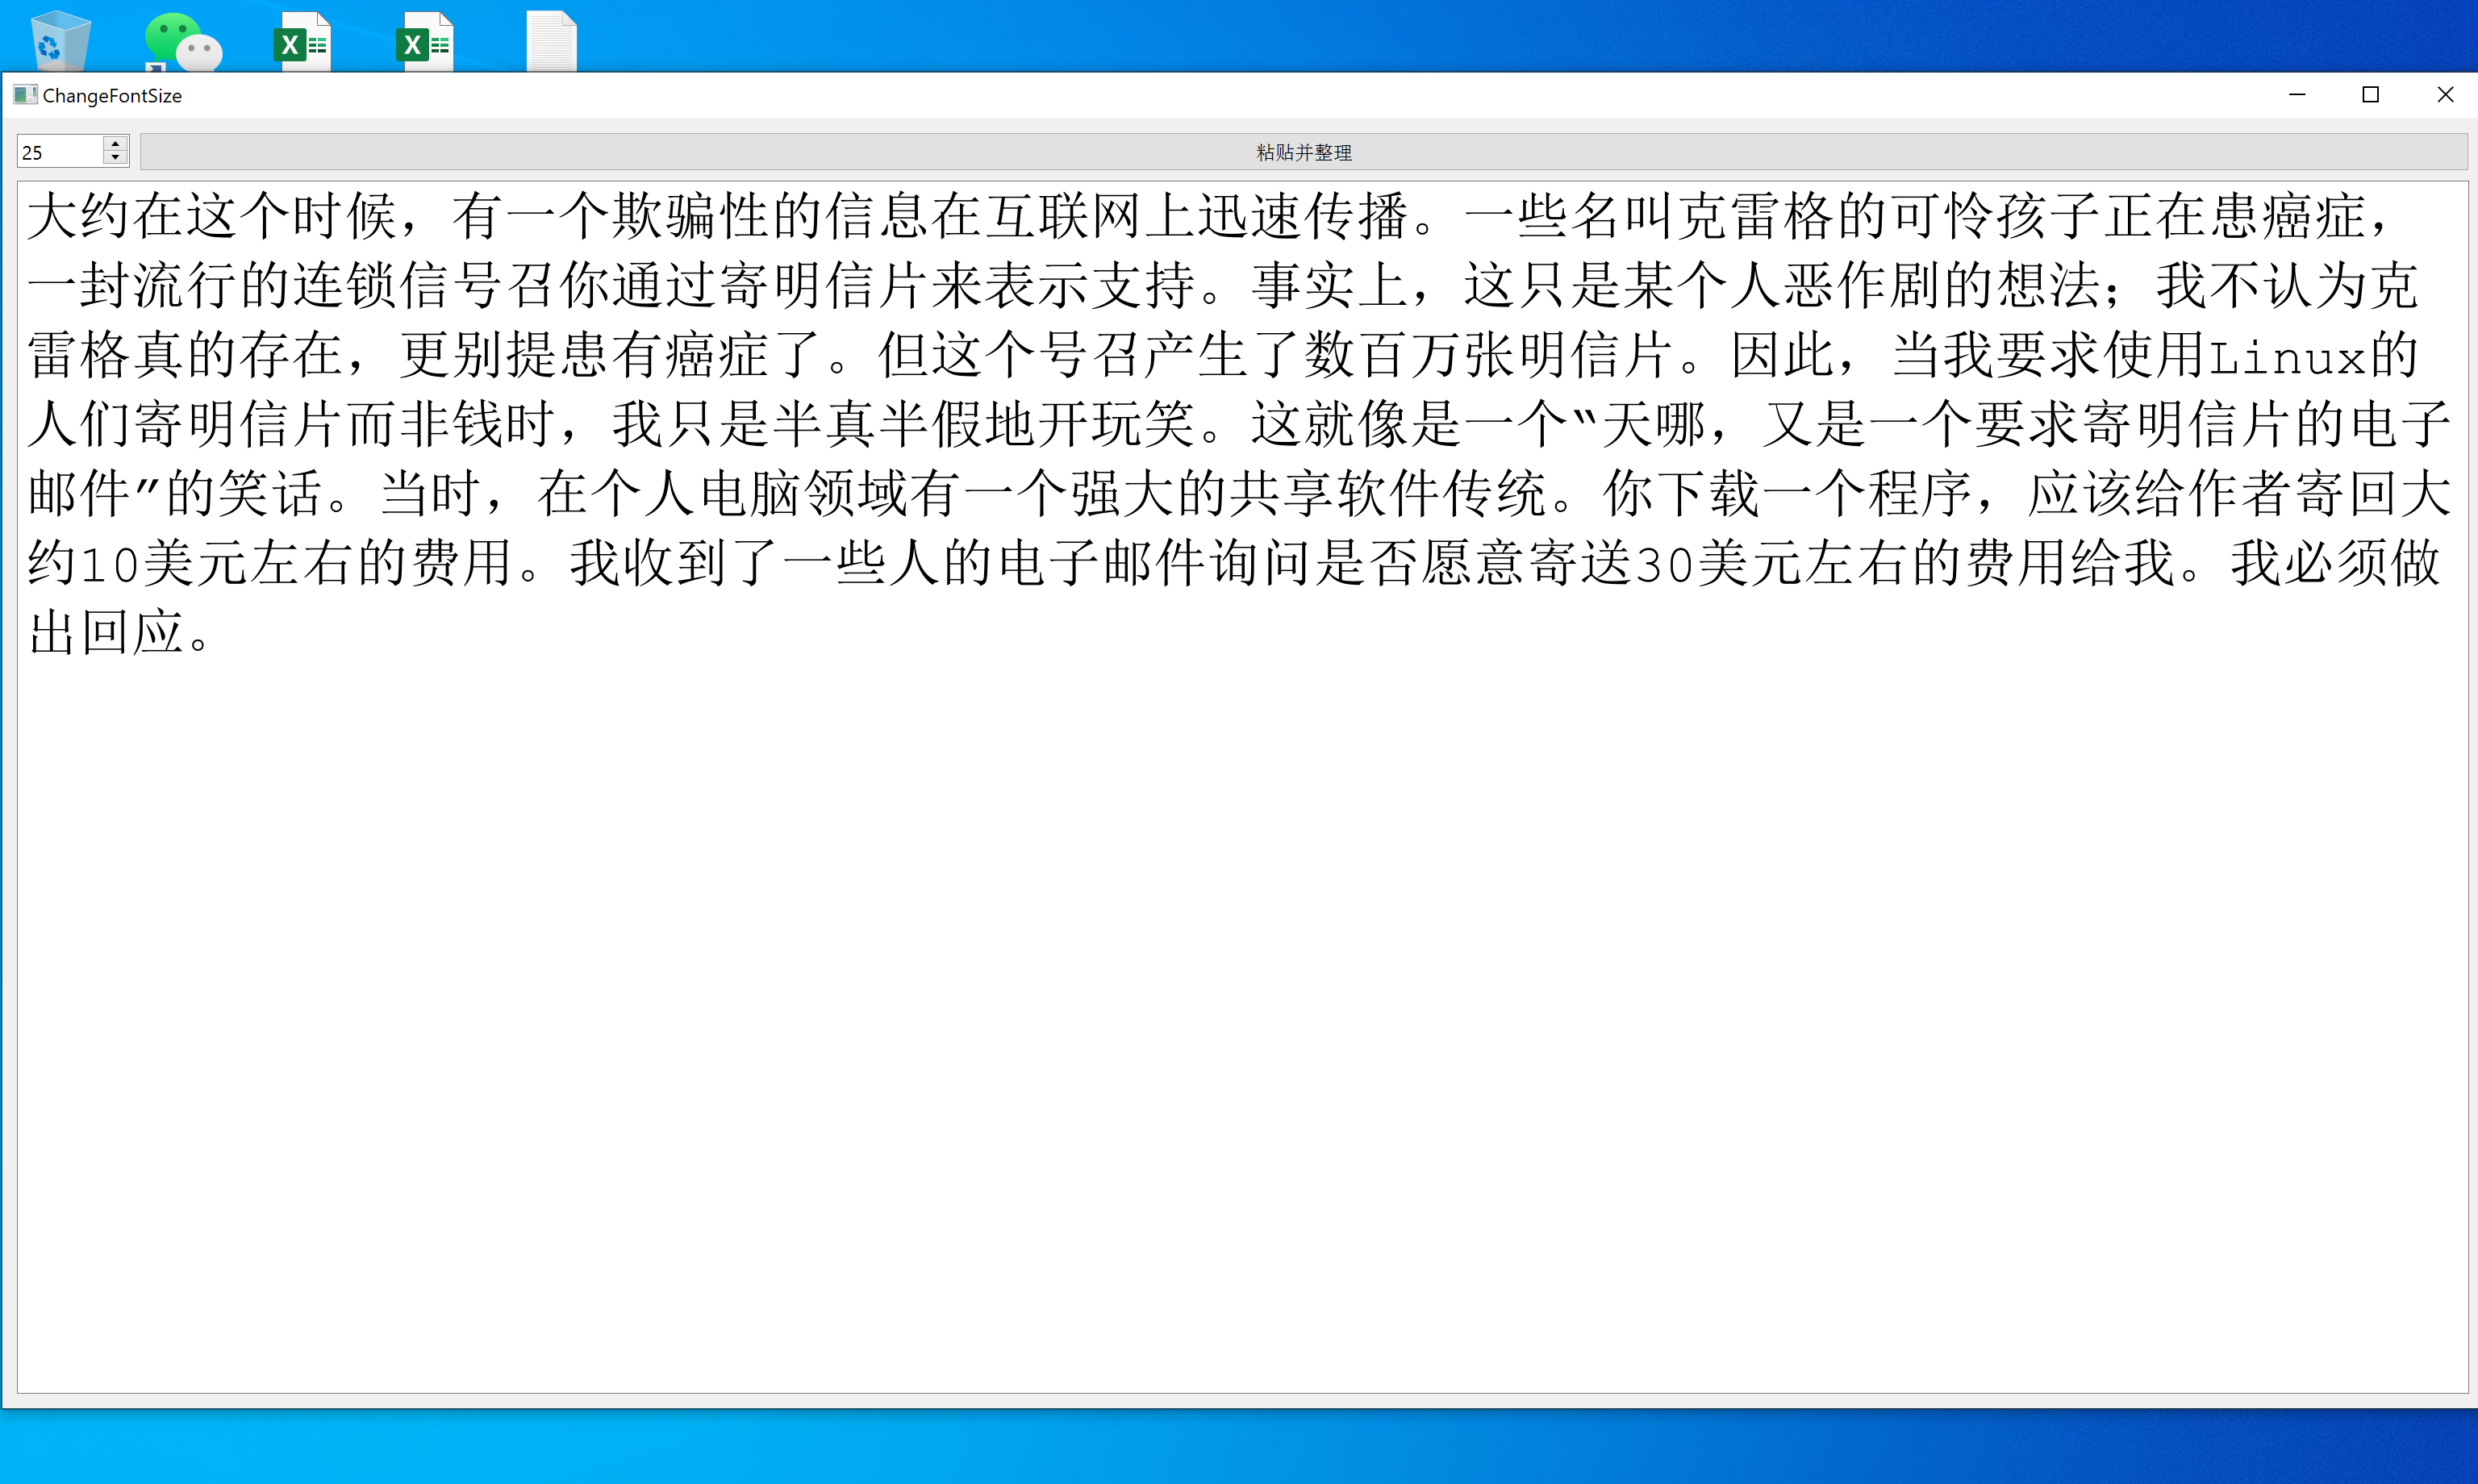 ChangeFontSize
25
粘贴并整理
大约在这个时候，有一个欺骗性的信息在互联网上迅速传播。一些名叫克雷格的可怜孩子正在患癌症，
一封流行的连锁信号召你通过寄明信片来表示支持。事实上，这只是某个人恶作剧的想法；我不认为克
雷格真的存在，更别提患有癌症了。但这个号召产生了数百万张明信片。因此，当我要求使用Linux的
人们寄明信片而非钱时，我只是半真半假地开玩笑。这就像是一个“天哪，又是一个要求寄明信片的电子
邮件”的笑话。当时，在个人电脑领域有一个强大的共享软件传统。你下载一个程序，应该给作者寄回大
约10美元左右的费用。我收到了一些人的电子邮件询问是否愿意寄送30美元左右的费用给我。我必须做
出回应。